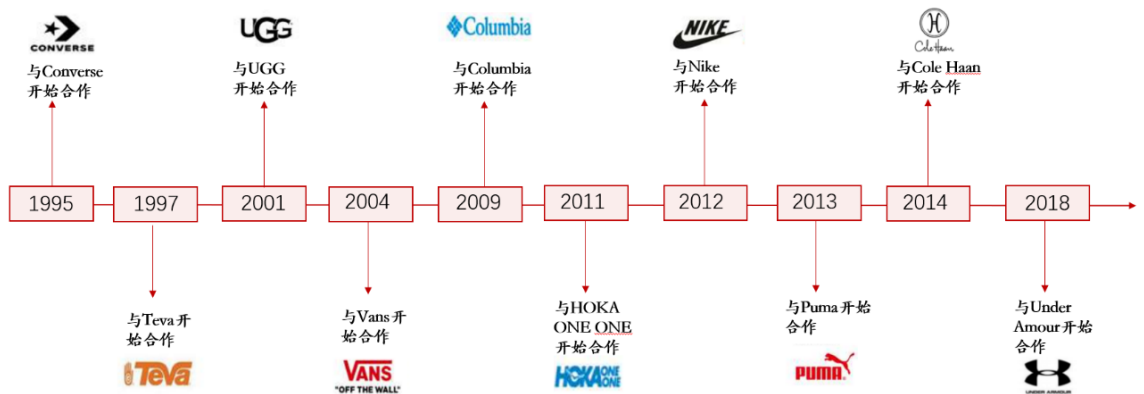 CONVERSE
UGG
Columbia
NIKE
Cole Haan
与Converse
开始合作
与UGG
开始合作
与Columbia
开始合作
与Nike
开始合作
与Cole Haan
开始合作
1995
1997
2001
2004
2009
2011
2012
2013
2014
2018
与Teva开
始合作
与Vans开
始合作
与HOKA
ONE ONE
开始合作
与Puma开始
合作
与Under
Amour开始
合作
TeVa
VANS
"OFF THE WALL"
HOKA ONE ONE
PUMA
UNDER ARMOUR